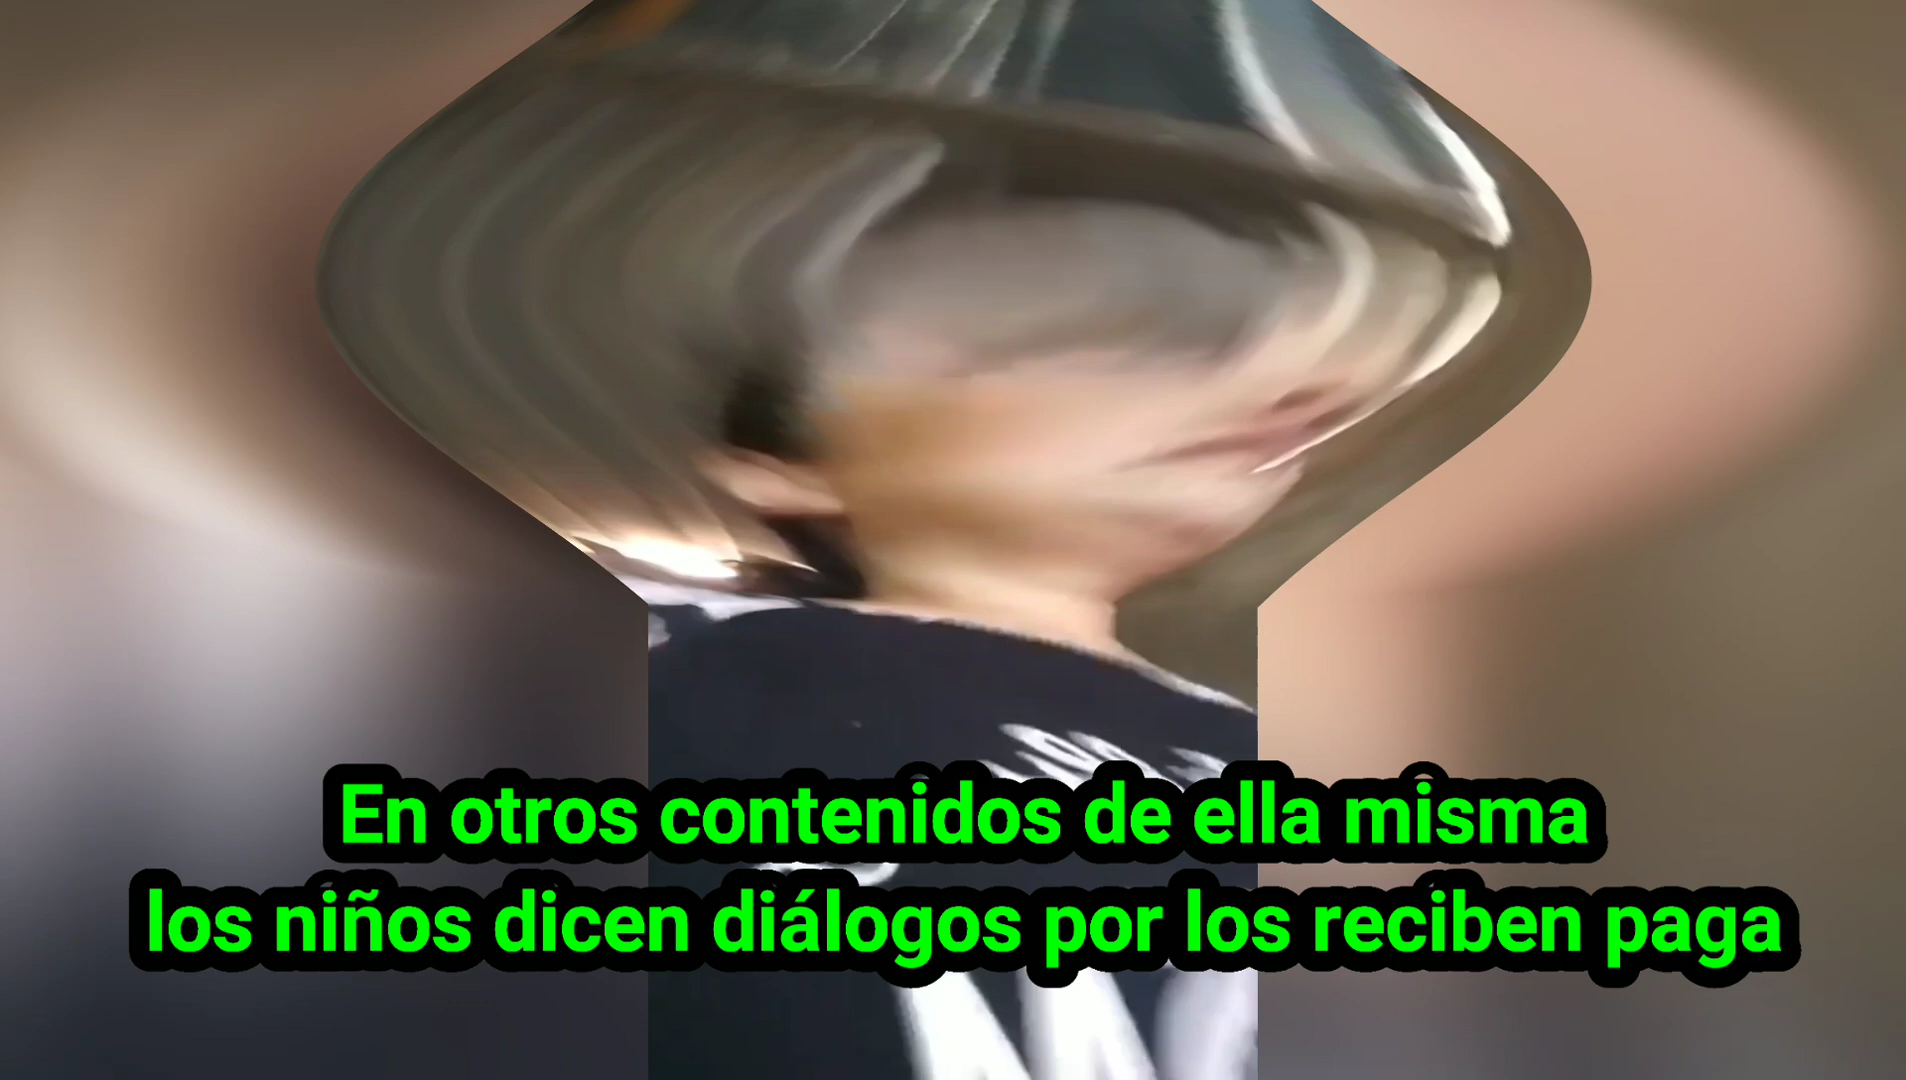 En otros contenidos de ella misma
los niños dicen diálogos por los reciben paga